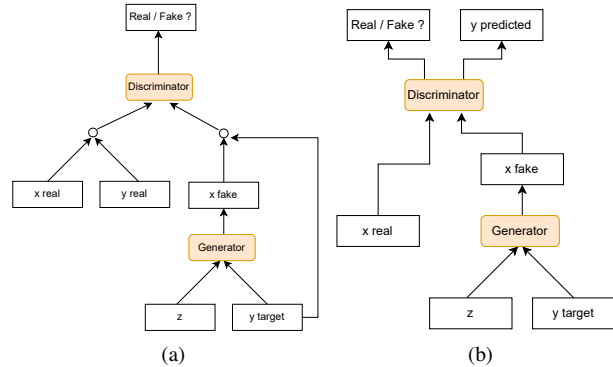 Real / Fake ?
Discriminator
x real
y real
x fake
Generator
z
y target
(a)
Real / Fake ?
y predicted
Discriminator
x fake
x real
Generator
z
y target
(b)